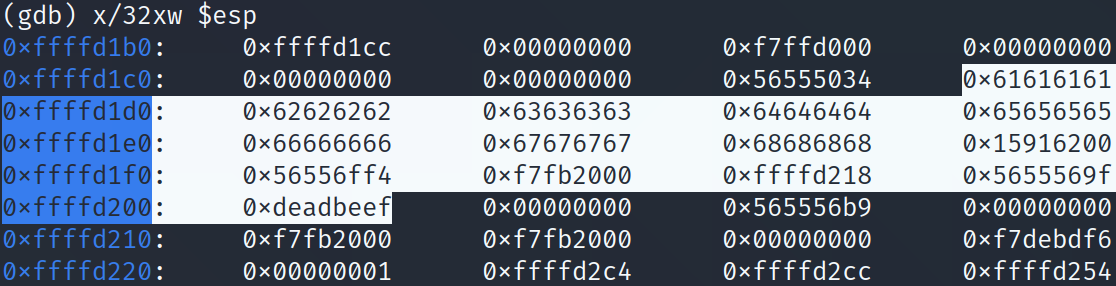 (gdb) x/32xw $esp
0xffffd1b0: 0xffffd1cc 0x00000000 0xf7ffd000 0x00000000
0xffffd1c0: 0x00000000 0x00000000 0x56555034 0x61616161
0xffffd1d0: 0x62626262 0x63636363 0x64646464 0x65656565
0xffffd1e0: 0x66666666 0x67676767 0x68686868 0x15916200
0xffffd1f0: 0x56556ff4 0xf7fb2000 0xffffd218 0x5655569f
0xffffd200: 0xdeadbeef 0x00000000 0x565556b9 0x00000000
0xffffd210: 0xf7fb2000 0xf7fb2000 0x00000000 0xf7debdf6
0xffffd220: 0x00000001 0xffffd2c4 0xffffd2cc 0xffffd254